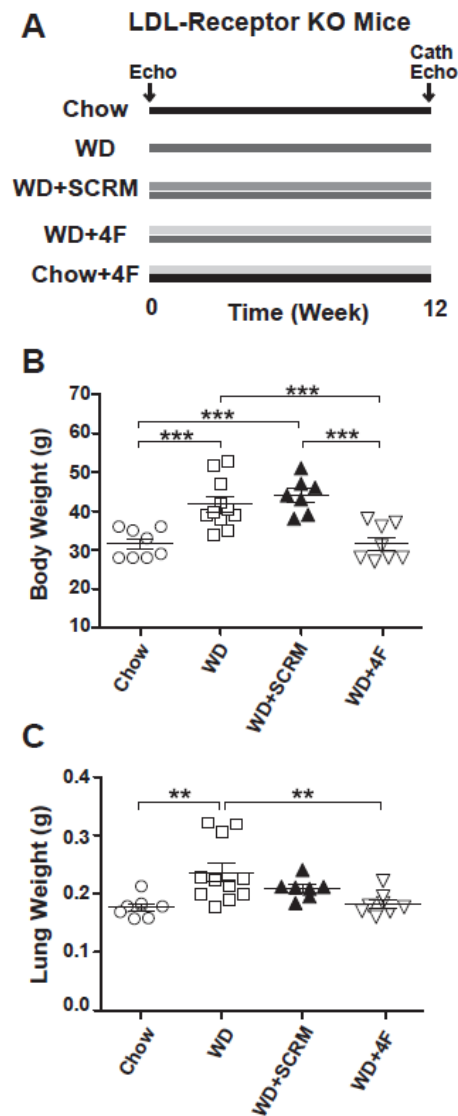 A LDL-Receptor KO Mice
Echo
Cath
Echo
Chow
WD
WD+SCRM
WD+4F
Chow+4F
0 Time (Week) 12
B
Body Weight (g)
70
60
50
40
30
20
10
***
***
***
***
Chow
WD
WD+SCRM
WD+4F
C
Lung Weight (g)
0.4
0.3
0.2
0.1
0.0
**
**
Chow
WD
WD+SCRM
WD+4F